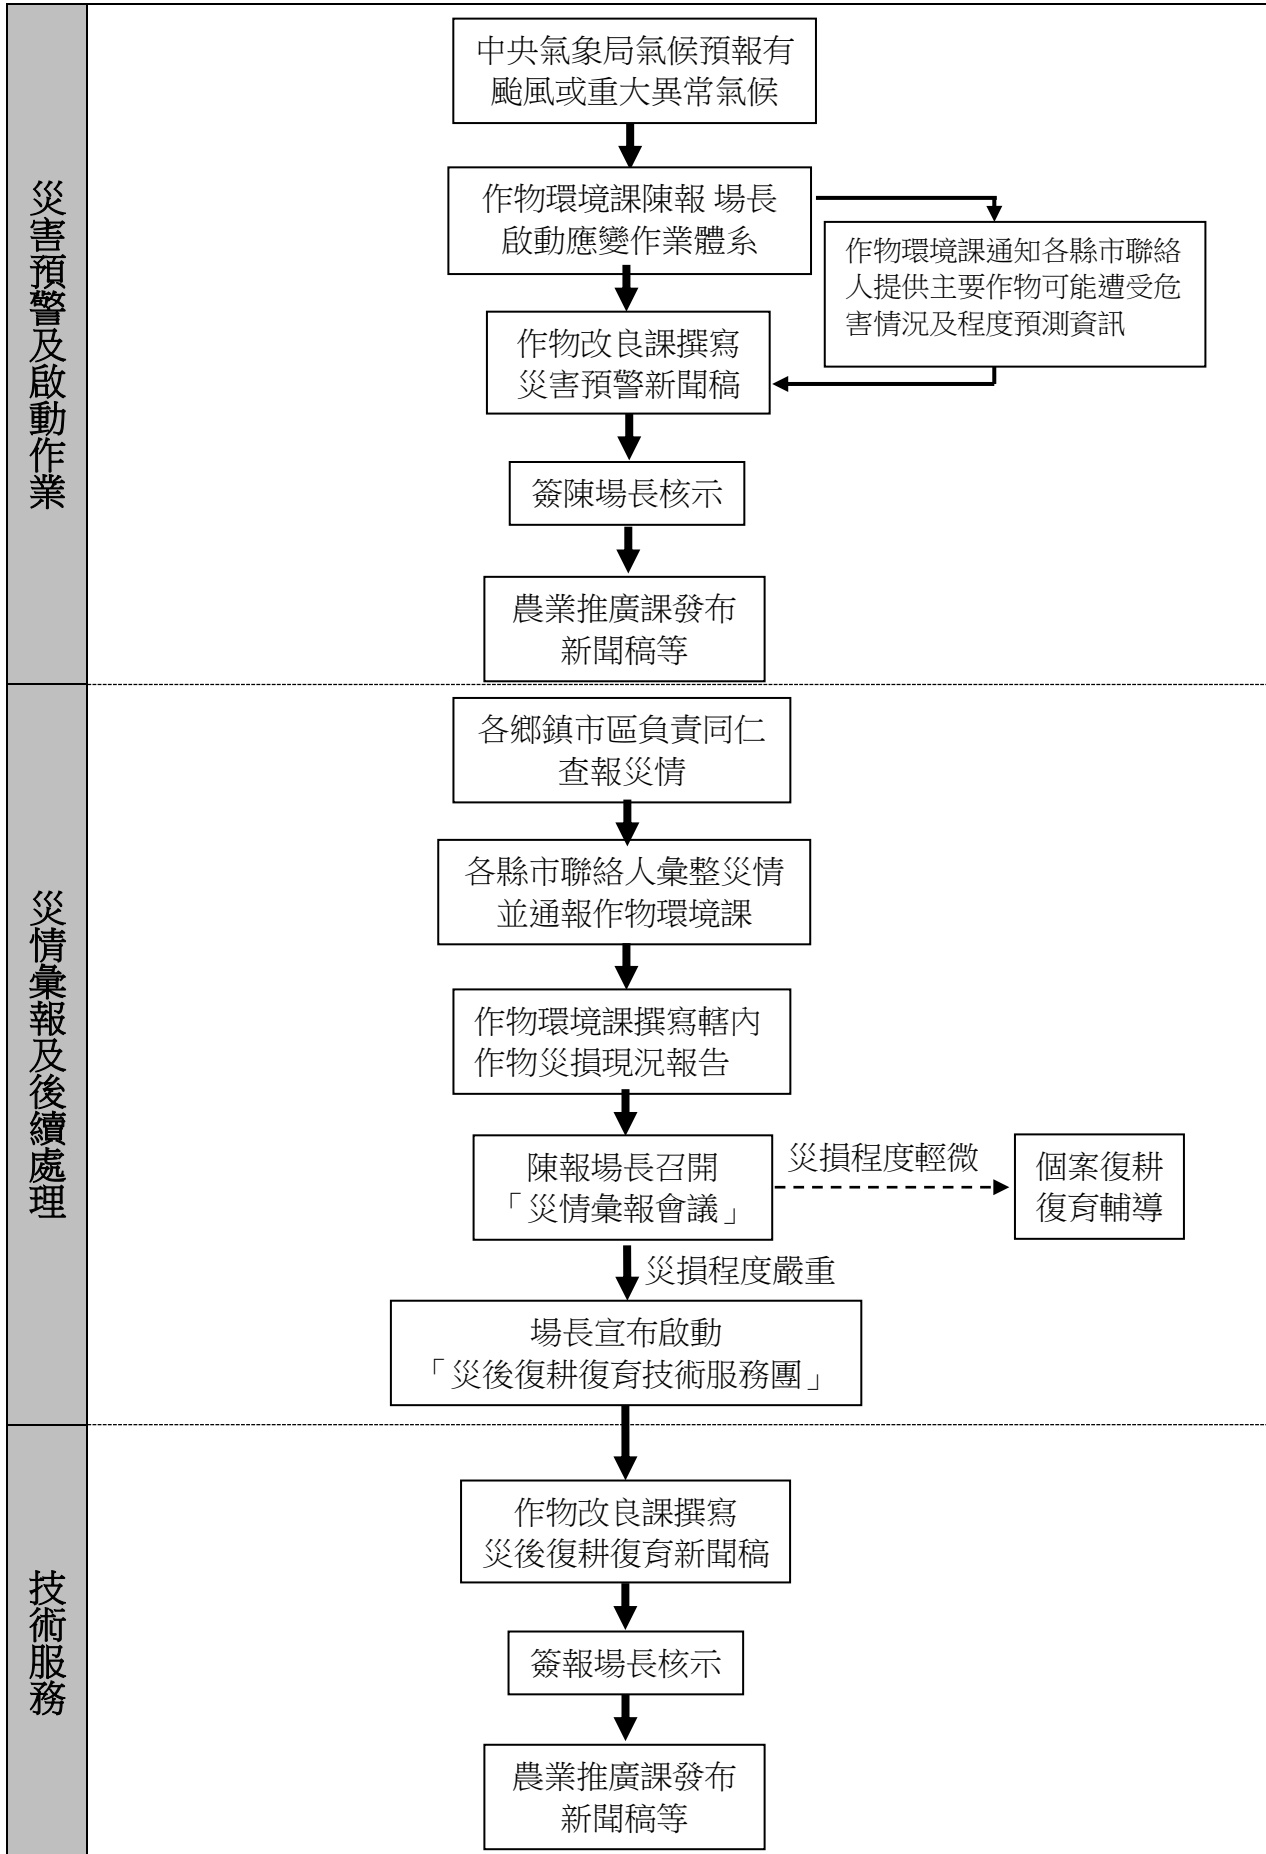 災害預警及啟動作業
中央氣象局氣候預報有
颱風或重大異常氣候
作物環境課陳報 場長
啟動應變作業體系
作物環境課通知各縣市聯絡
人提供主要作物可能遭受危
害情況及程度預測資訊
作物改良課撰寫
災害預警新聞稿
簽陳場長核示
農業推廣課發布
新聞稿等
災情彙報及後續處理
各鄉鎮市區負責同仁
查報災情
各縣市聯絡人彙整災情
並通報作物環境課
作物環境課撰寫轄內
作物災損現況報告
陳報場長召開
「災情彙報會議」
災損程度輕微
個案復耕
復育輔導
災損程度嚴重
場長宣布啟動
「災後復耕復育技術服務團」
技術服務
作物改良課撰寫
災後復耕復育新聞稿
簽報場長核示
農業推廣課發布
新聞稿等